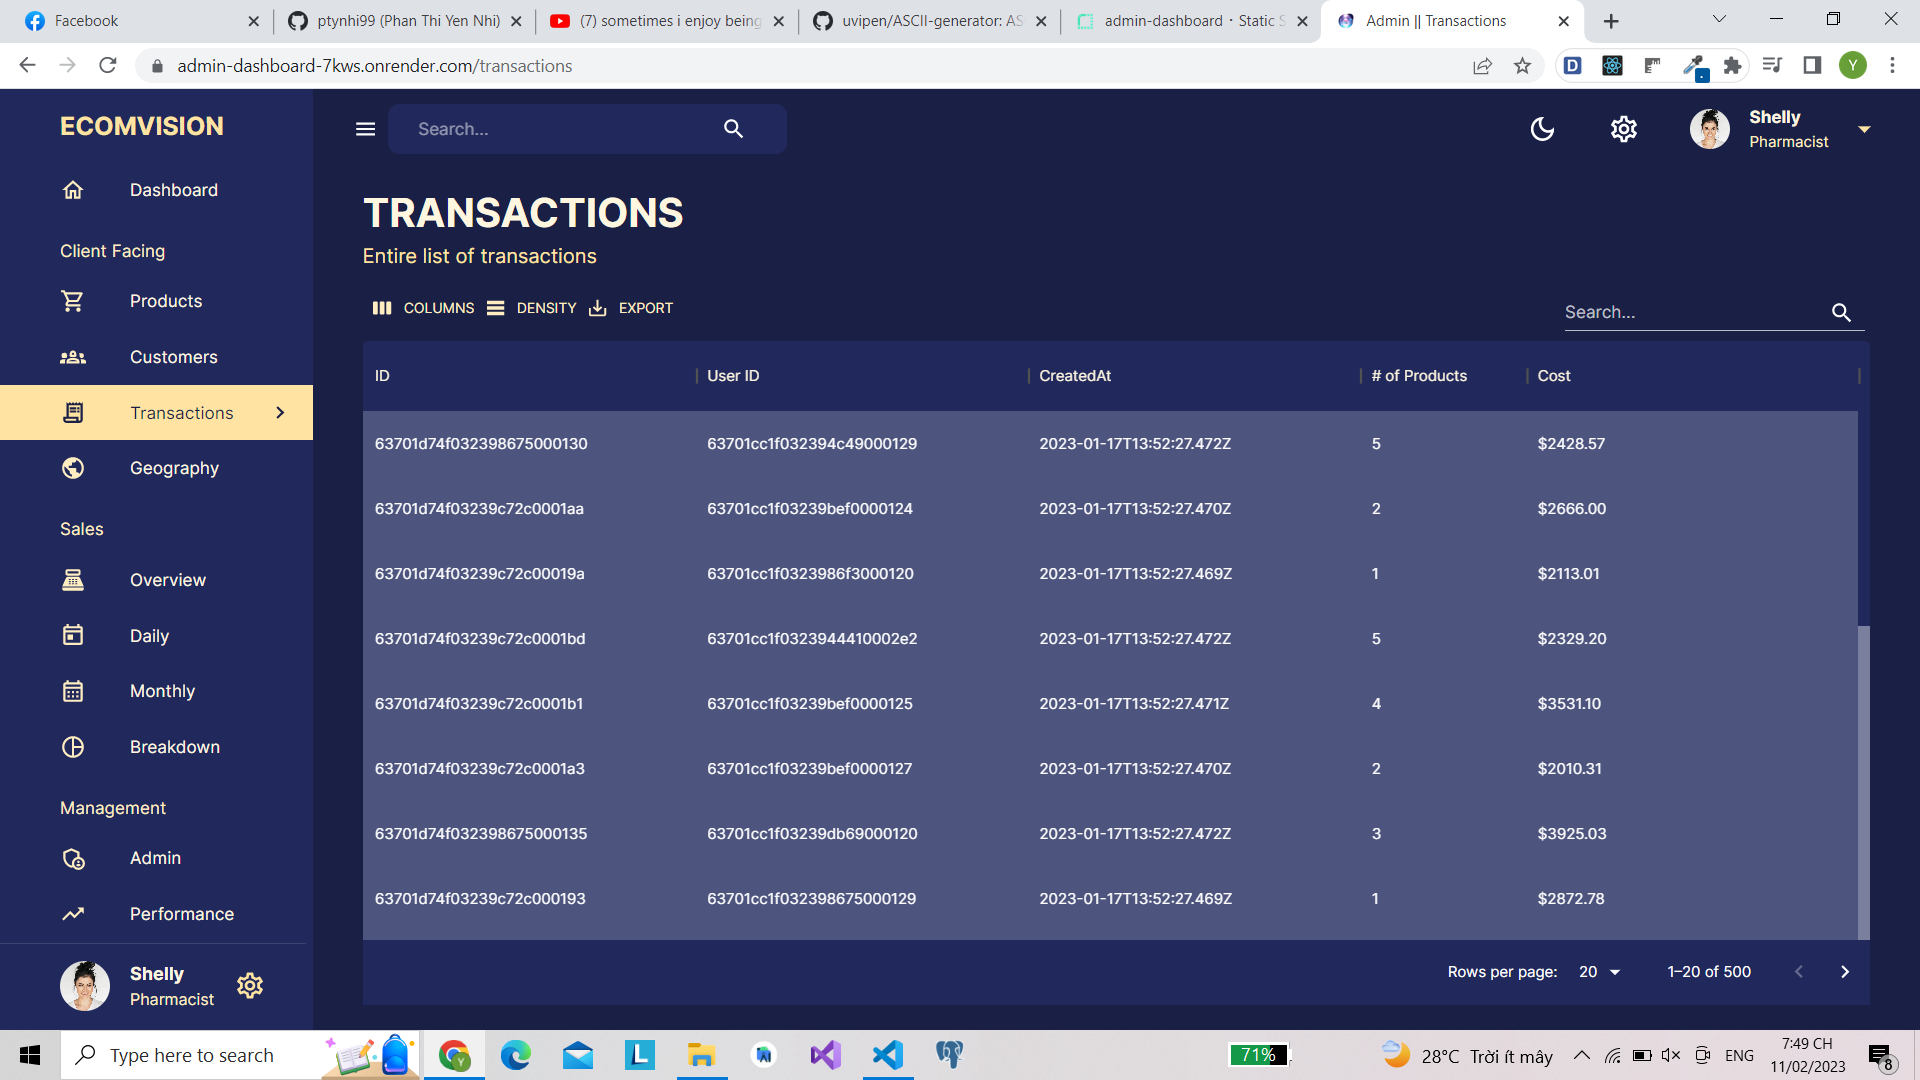 Facebook
ptynhi99 (Phan Thi Yen Nhi)
(7) sometimes i enjoy being
uvipen/ASCII-generator: AS
admin-dashboard · Static S
Admin || Transactions
admin-dashboard-7kws.onrender.com/transactions
D
Y
ECOMVISION
Search...
Shelly
Pharmacist
Dashboard
Client Facing
Products
Customers
Transactions
Geography
Sales
Overview
Daily
Monthly
Breakdown
Management
Admin
Performance
Shelly
Pharmacist
TRANSACTIONS
Entire list of transactions
COLUMNS DENSITY EXPORT
Search...
ID User ID CreatedAt # of Products Cost
63701d74f032398675000130 63701cc1f032394c49000129 2023-01-17T13:52:27.472Z 5 $2428.57
63701d74f03239c72c0001aa 63701cc1f03239bef0000124 2023-01-17T13:52:27.470Z 2 $2666.00
63701d74f03239c72c00019a 63701cc1f0323986f3000120 2023-01-17T13:52:27.469Z 1 $2113.01
63701d74f03239c72c0001bd 63701cc1f0323944410002e2 2023-01-17T13:52:27.472Z 5 $2329.20
63701d74f03239c72c0001b1 63701cc1f03239bef0000125 2023-01-17T13:52:27.471Z 4 $3531.10
63701d74f03239c72c0001a3 63701cc1f03239bef0000127 2023-01-17T13:52:27.470Z 2 $2010.31
63701d74f032398675000135 63701cc1f03239db69000120 2023-01-17T13:52:27.472Z 3 $3925.03
63701d74f03239c72c000193 63701cc1f032398675000129 2023-01-17T13:52:27.469Z 1 $2872.78
Rows per page: 20 1–20 of 500
Type here to search
Y
L
71%
28°C Trời ít mây
ENG
7:49 CH
11/02/2023
8